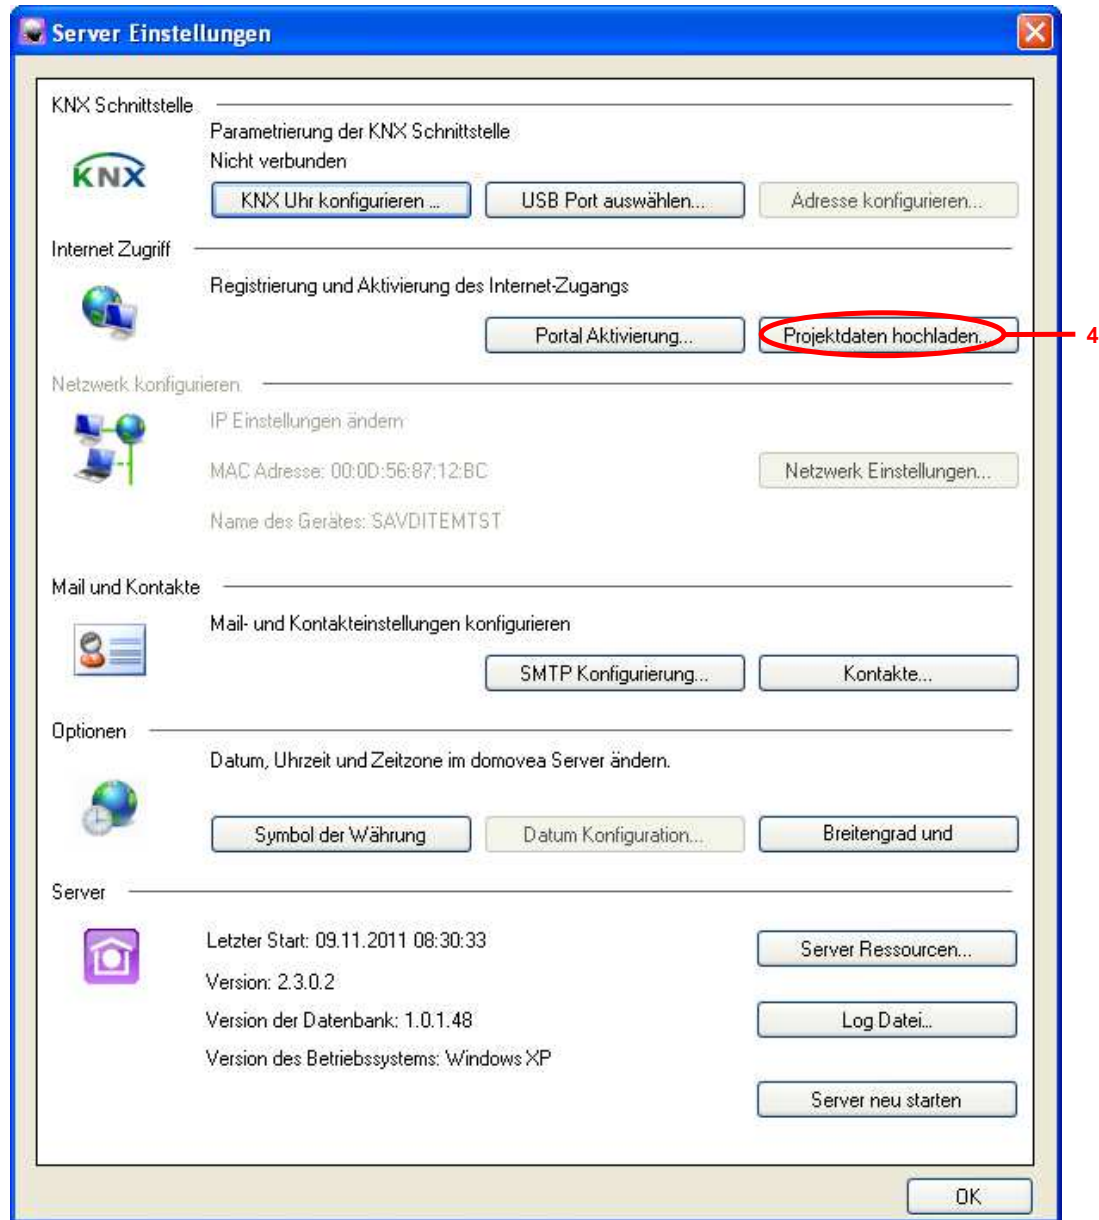 Server Einstellungen
KNX Schnittstelle
Parametrierung der KNX Schnittstelle
KNX
Nicht verbunden
KNX Uhr konfigurieren ...
USB Port auswählen...
Adresse konfigurieren...
Internet Zugriff
Registrierung und Aktivierung des Internet-Zugangs
Portal Aktivierung...
Projektdaten hochladen...
4
Netzwerk konfigurieren
IP Einstellungen ändern
MAC Adresse: 00:0D:56:87:12:BC
Netzwerk Einstellungen...
Name des Gerätes: SAVDITEMTST
Mail und Kontakte
Mail- und Kontakteinstellungen konfigurieren
SMTP Konfigurierung...
Kontakte...
Optionen
Datum, Uhrzeit und Zeitzone im domovea Server ändern.
Symbol der Währung
Datum Konfiguration...
Breitengrad und
Server
Letzter Start: 09.11.2011 08:30:33
Server Ressourcen...
Version: 2.3.0.2
Version der Datenbank: 1.0.1.48
Log Datei...
Version des Betriebssystems: Windows XP
Server neu starten
OK